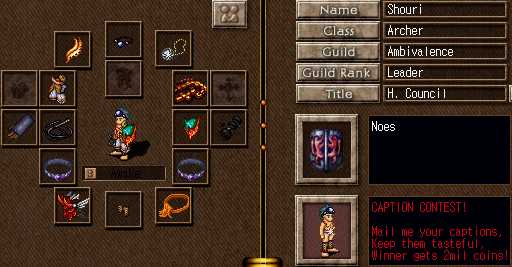 Name Shouri
Class Archer
Guild Ambivalence
Guild Rank Leader
Title H. Council
Noes
Awake
CAPTION CONTEST!
Mail me your captions,
Keep them tasteful,
Winner gets 2mil coins!